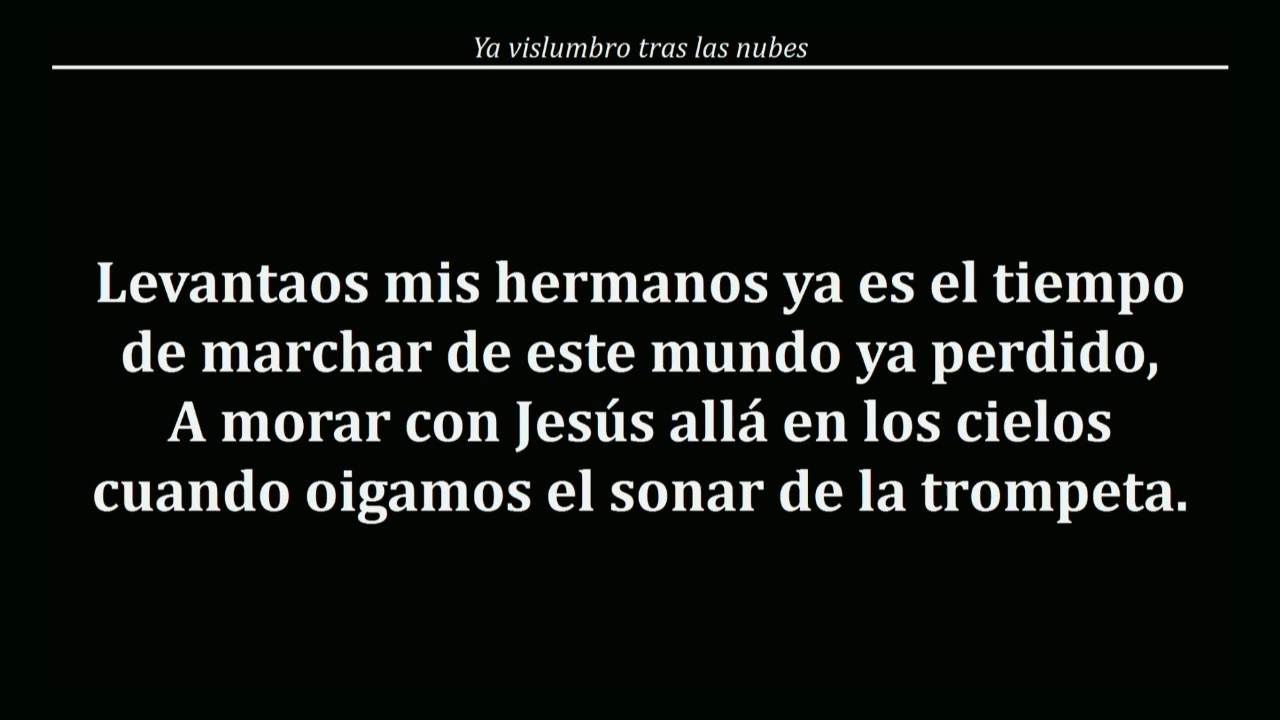 Ya vislumbro tras las nubes
Levantaos mis hermanos ya es el tiempo
de marchar de este mundo ya perdido,
A morar con Jesús allá en los cielos
cuando oigamos el sonar de la trompeta.